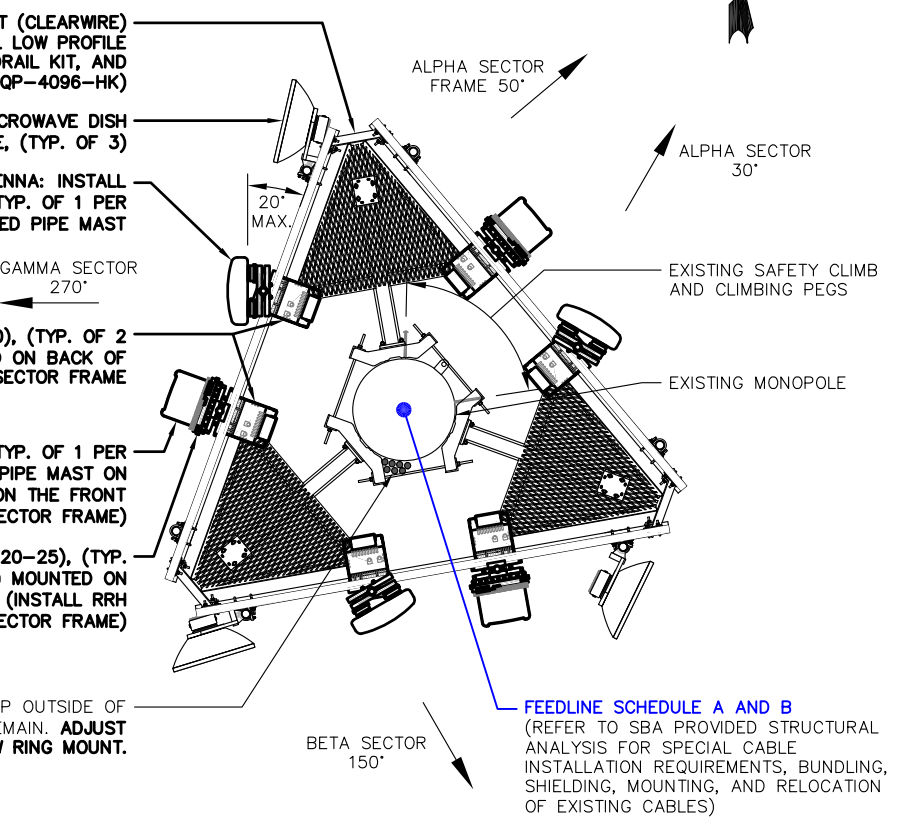 T (CLEARWIRE)
LOW PROFILE
DRAIL KIT, AND
QP-4096-HK)
CROWAVE DISH
E, (TYP. OF 3)
ENNA: INSTALL
TYP. OF 1 PER
ED PIPE MAST
GAMMA SECTOR
270°
0), (TYP. OF 2
ON BACK OF
SECTOR FRAME
TYP. OF 1 PER
PIPE MAST ON
ON THE FRONT
ECTOR FRAME)
20-25), (TYP.
MOUNTED ON
(INSTALL RRH
ECTOR FRAME)
P OUTSIDE OF
EMAIN. ADJUST
RING MOUNT.
20°
MAX.
ALPHA SECTOR
FRAME 50°
ALPHA SECTOR
30°
EXISTING SAFETY CLIMB
AND CLIMBING PEGS
EXISTING MONOPOLE
BETA SECTOR
150°
FEEDLINE SCHEDULE A AND B
(REFER TO SBA PROVIDED STRUCTURAL
ANALYSIS FOR SPECIAL CABLE
INSTALLATION REQUIREMENTS, BUNDLING,
SHIELDING, MOUNTING, AND RELOCATION
OF EXISTING CABLES)